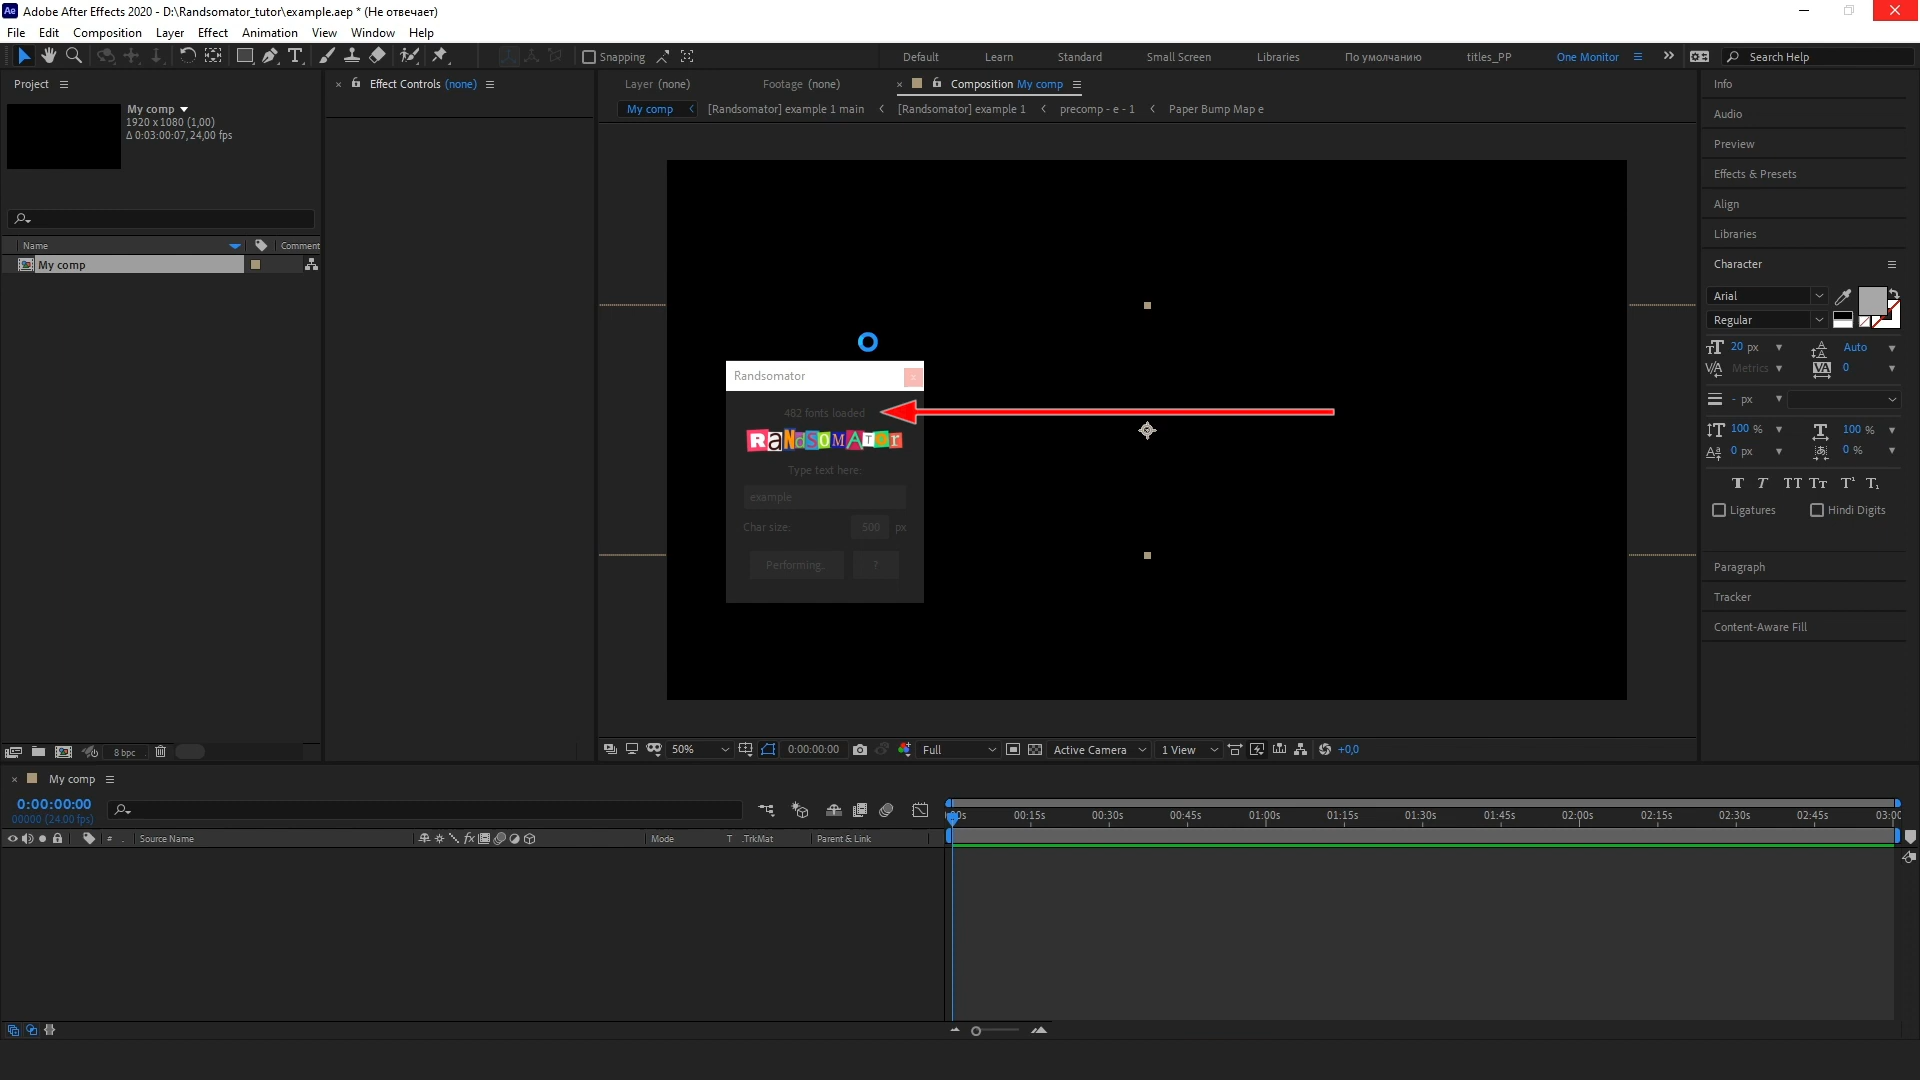 Adobe After Effects 2020 - D:\Randsomator_tutor\example.aep * (Не отвечает)
File Edit Composition Layer Effect Animation View Window Help
Snapping
Default Learn Standard Small Screen Libraries По умолчанию titles_PP One Monitor Search Help
Project
Effect Controls (none)
Layer (none) Footage (none) Composition My comp
My comp [Randsomator] example 1 main [Randsomator] example 1 precomp - e - 1 Paper Bump Map e
My comp
1920 x 1080 (1,00)
Δ 0:03:00:07, 24,00 fps
Name Comment
My comp
Randsomator
x
482 fonts loaded
RandSOMATOr
Type text here:
example
Char size: 500 px
Performing.. ?
Info
Audio
Preview
Effects & Presets
Align
Libraries
Character
Arial
Regular
20 px Auto
Metrics 0
- px
100 % 100 %
0 px 0 %
T T TT Tt T¹ T₁
Ligatures Hindi Digits
Paragraph
Tracker
Content-Aware Fill
8 bpc
50% 0:00:00:00 Full Active Camera 1 View +0,0
My comp
0:00:00:00
00000 (24.00 fps)
# Source Name fx Mode T .TrkMat Parent & Link
00:15s 00:30s 00:45s 01:00s 01:15s 01:30s 01:45s 02:00s 02:15s 02:30s 02:45s